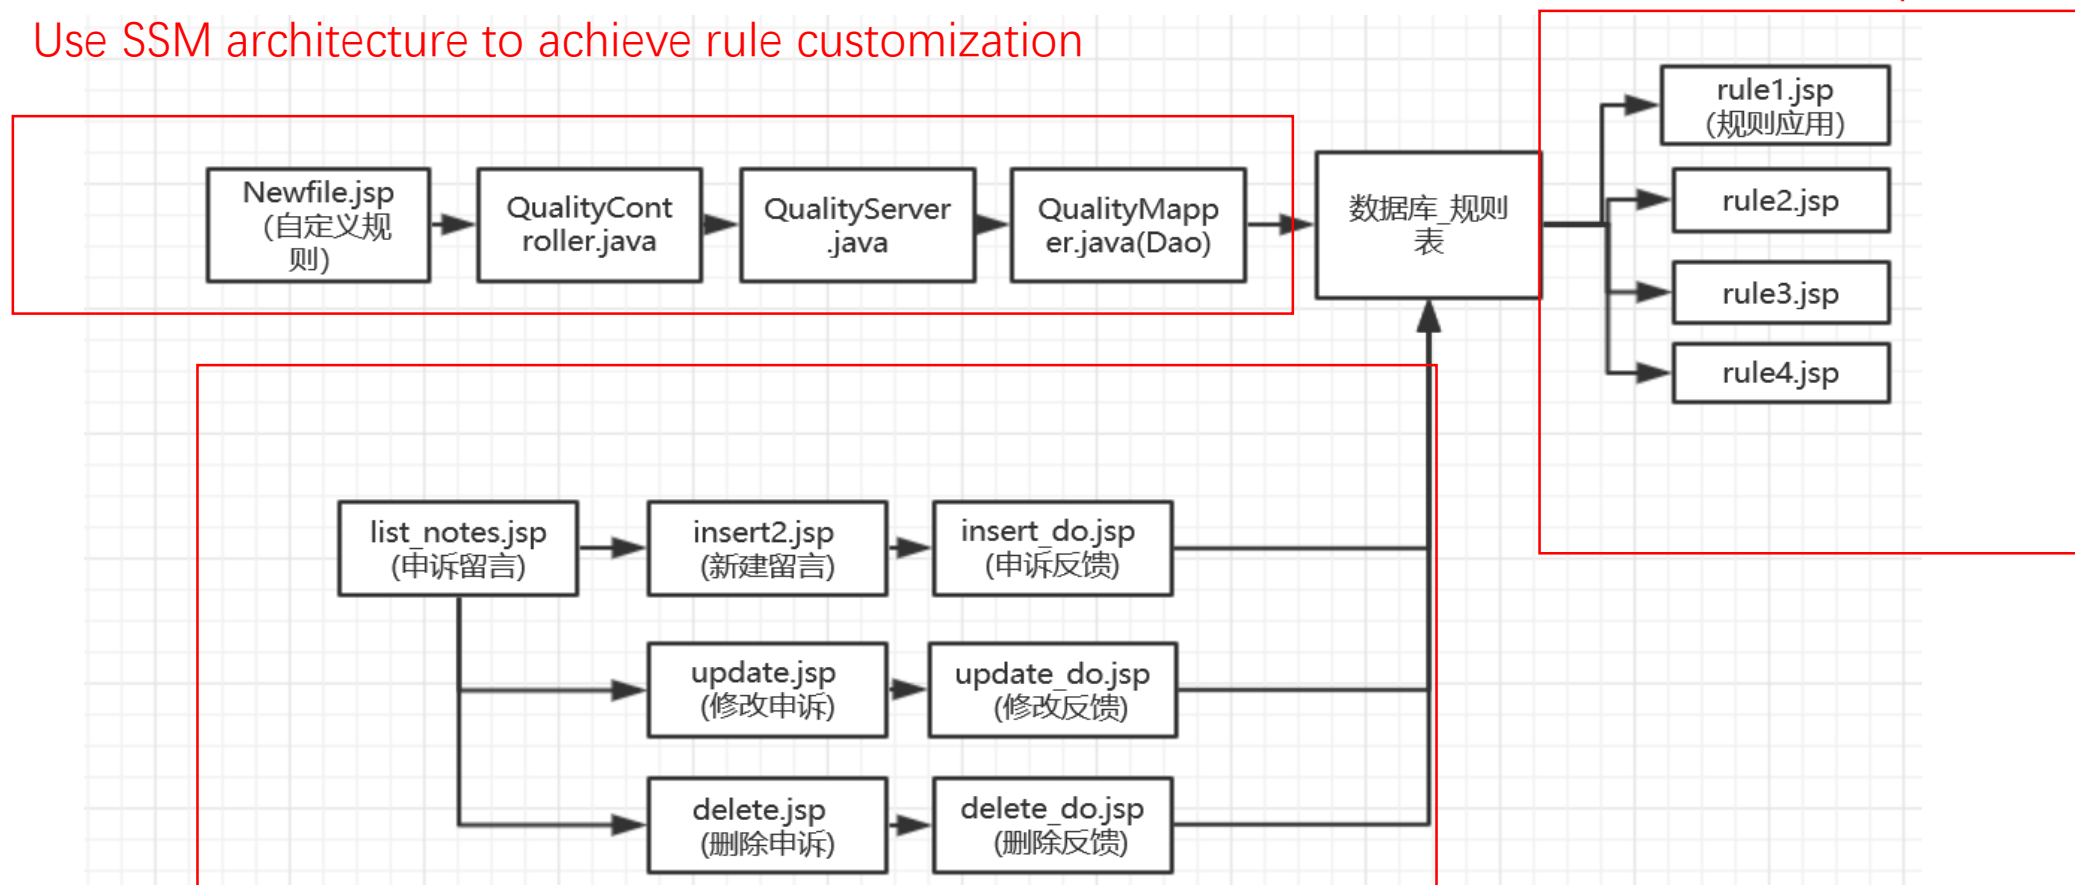 Use SSM architecture to achieve rule customization
Newfile.jsp
(自定义规
则)
QualityCont
roller.java
QualityServer
.java
QualityMapp
er.java(Dao)
数据库_规则
表
rule1.jsp
(规则应用)
rule2.jsp
rule3.jsp
rule4.jsp
list_notes.jsp
(申诉留言)
insert2.jsp
(新建留言)
insert_do.jsp
(申诉反馈)
update.jsp
(修改申诉)
update_do.jsp
(修改反馈)
delete.jsp
(删除申诉)
delete_do.jsp
(删除反馈)